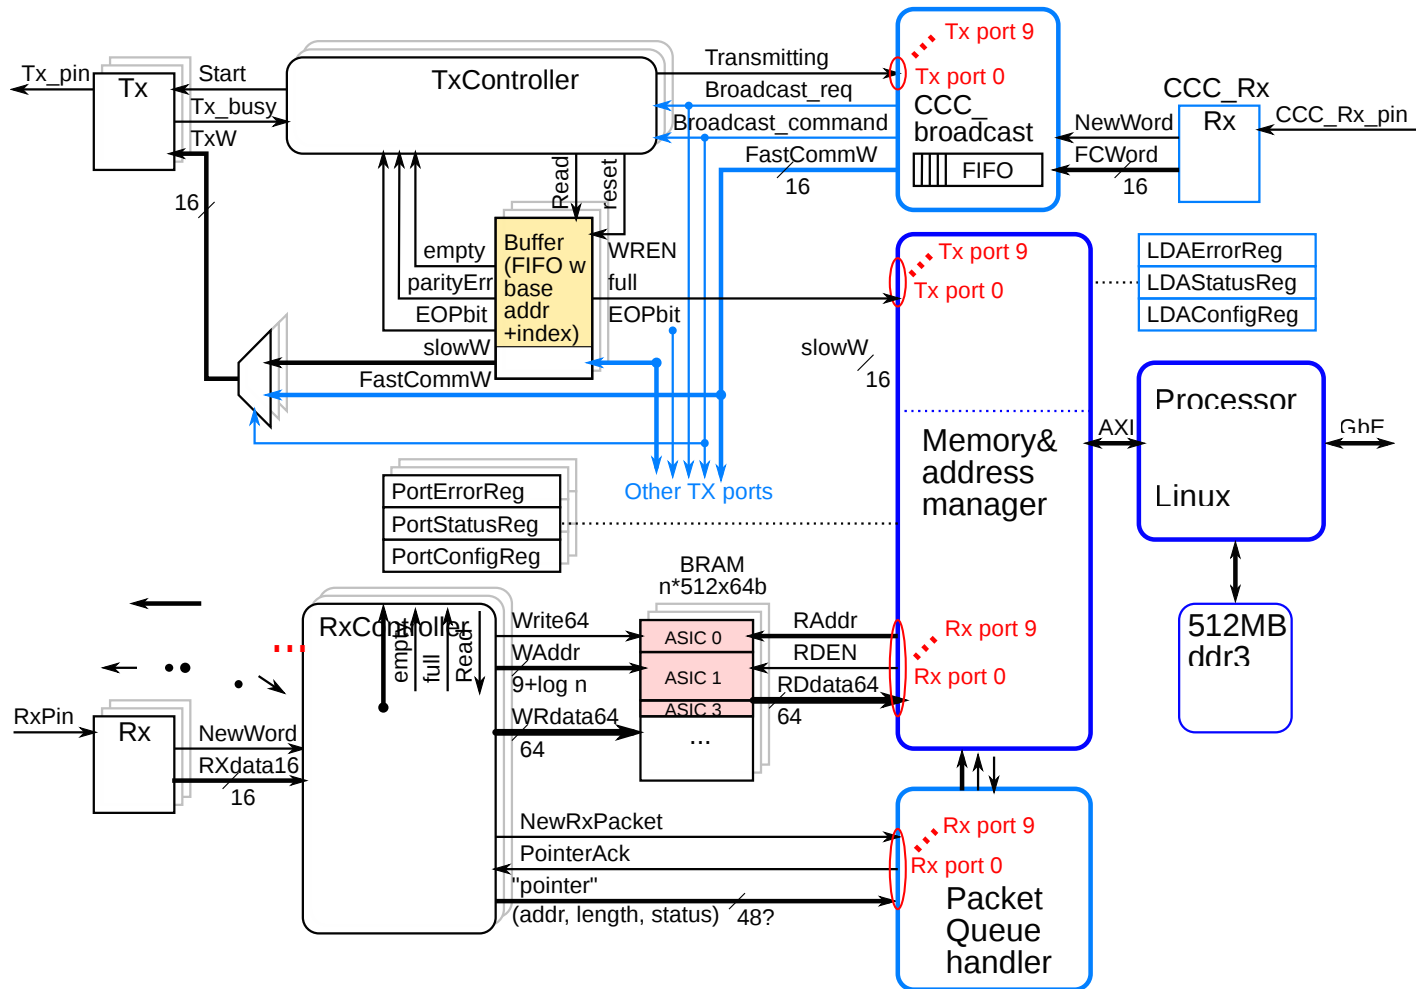 Tx_pin
Tx
Start
Tx_busy
TxW
16
TxController
Transmitting
Broadcast_req
Broadcast_command
FastCommW
16
Tx port 9
Tx port 0
CCC_
broadcast
FIFO
NewWord
FCWord
16
CCC_Rx
Rx
CCC_Rx_pin
Read
reset
empty
parityErr
EOPbit
slowW
FastCommW
Buffer
(FIFO w
base
addr
+index)
WREN
full
EOPbit
Other TX ports
Tx port 9
Tx port 0
slowW
16
Memory&
address
manager
LDAErrorReg
LDAStatusReg
LDAConfigReg
AXI
Processor
Linux
GbE
512MB
ddr3
PortErrorReg
PortStatusReg
PortConfigReg
BRAM
n*512x64b
RxController
empty
full
Read
Write64
WAddr
9+log n
WRdata64
64
ASIC 0
ASIC 1
ASIC 3
...
RAddr
RDEN
RDdata64
64
Rx port 9
Rx port 0
RxPin
Rx
NewWord
RXdata16
16
NewRxPacket
PointerAck
"pointer"
(addr, length, status)
48?
Rx port 9
Rx port 0
Packet
Queue
handler